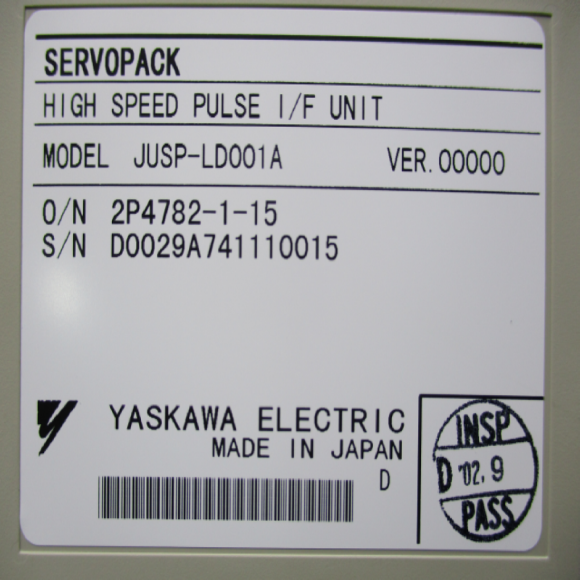 SERVOPACK
HIGH SPEED PULSE I/F UNIT
MODEL JUSP-LD001A VER. 00000
O/N 2P4782-1-15
S/N D0029A741110015
YASKAWA ELECTRIC
MADE IN JAPAN
D
INSP
D '02. 9
PASS